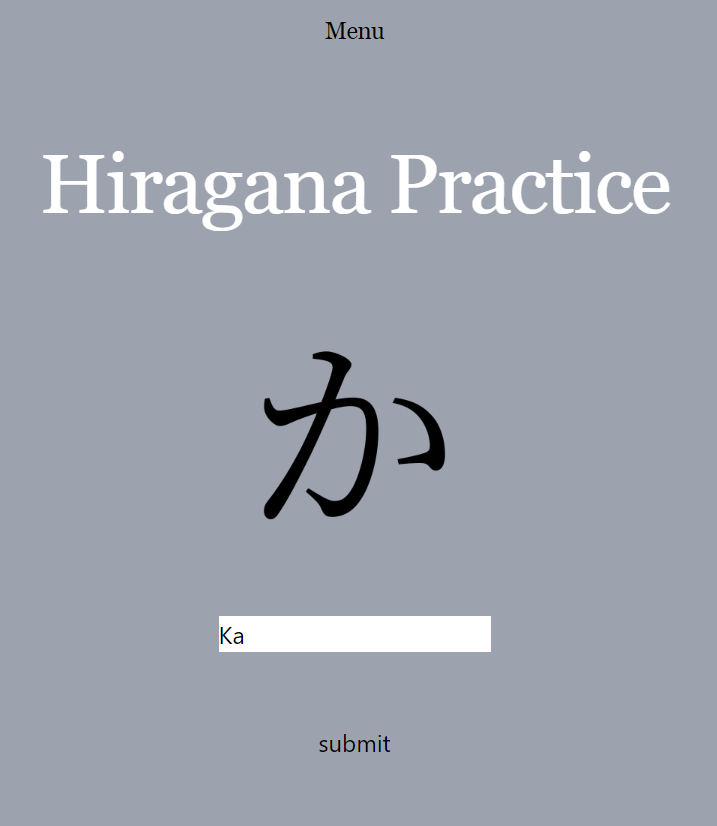 Menu
Hiragana Practice
か
Ka
submit